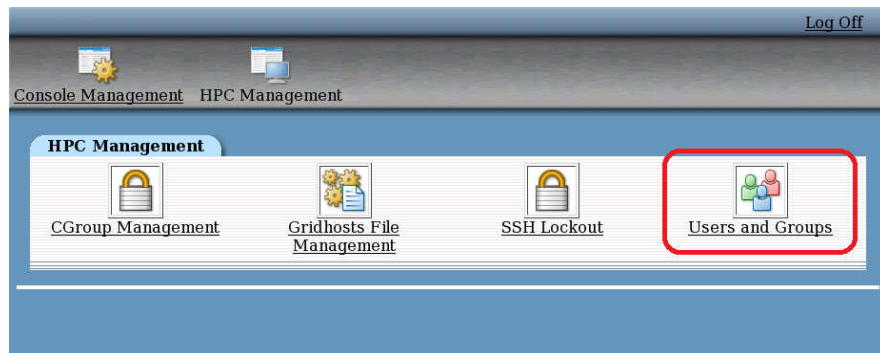 Log Off
Console Management HPC Management
HPC Management
CGroup Management Gridhosts File Management SSH Lockout Users and Groups